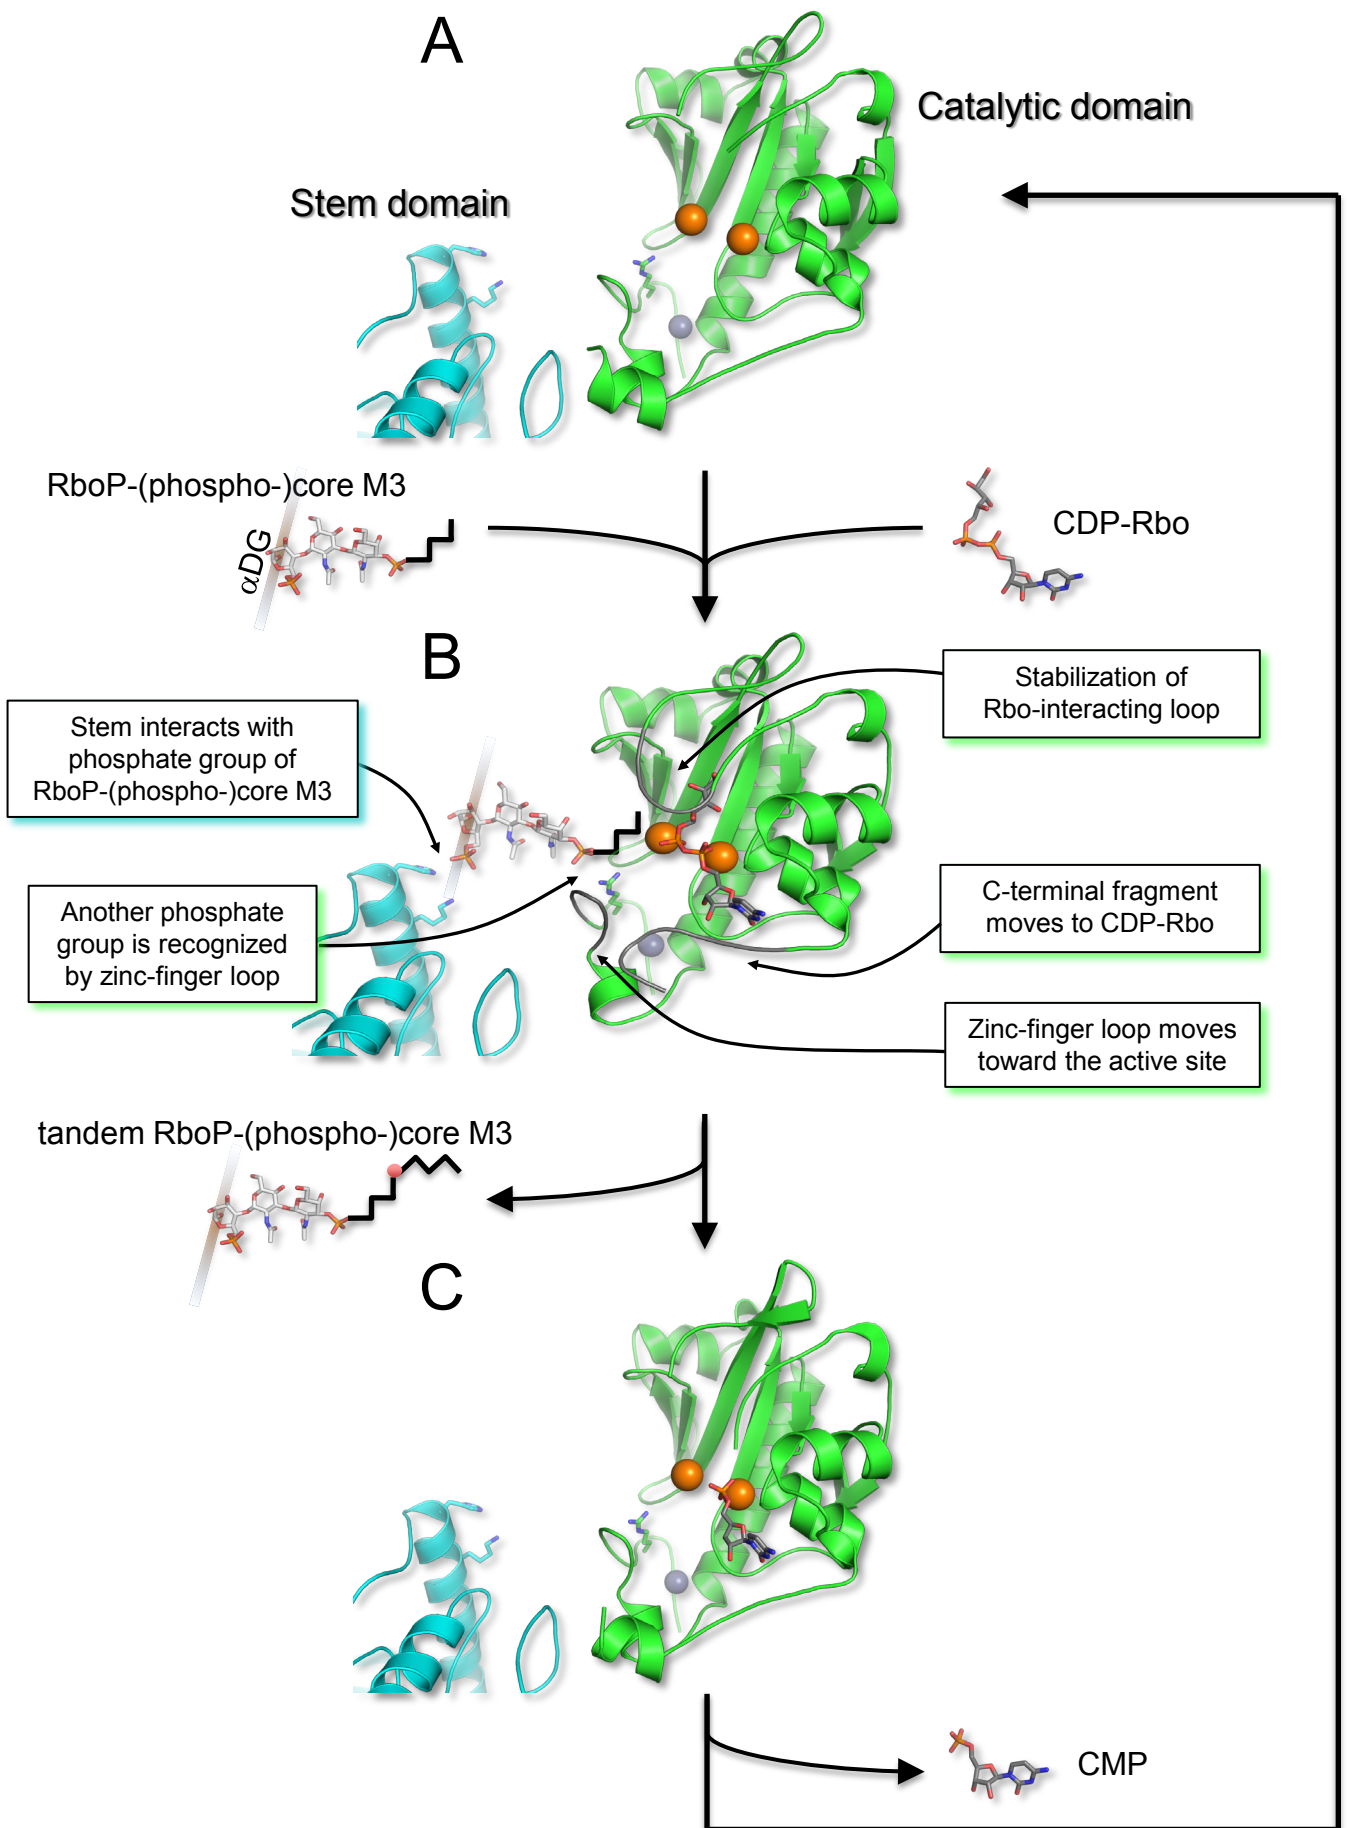 A
Catalytic domain
Stem domain
RboP-(phospho-)core M3
αDG
CDP-Rbo
B
Stabilization of
Rbo-interacting loop
Stem interacts with
phosphate group of
RboP-(phospho-)core M3
Another phosphate
group is recognized
by zinc-finger loop
C-terminal fragment
moves to CDP-Rbo
Zinc-finger loop moves
toward the active site
tandem RboP-(phospho-)core M3
C
CMP